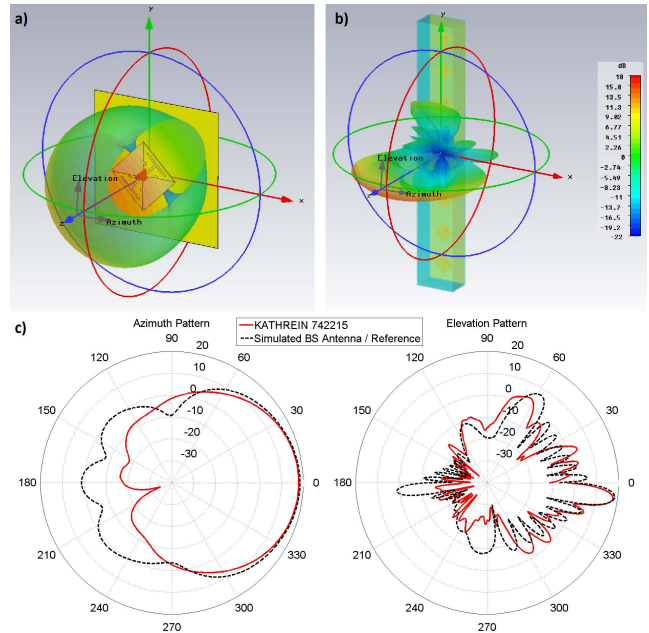 a)
y
Elevation
x
z
Azimuth
b)
y
Elevation
x
z
Azimuth
dB
18
15.8
11.3
9.02
6.77
4.51
2.26
0
-2.74
-5.49
-8.23
-11
-13.7
-16.5
-19.2
-22
c)
Azimuth Pattern
KATHREIN 742215
Simulated BS Antenna / Reference
Elevation Pattern
90
20
120
60
10
0
150
30
-10
-20
-30
180
0
210
330
240
300
270
90
20
120
60
10
0
150
30
-10
-20
-30
180
0
210
330
240
300
270